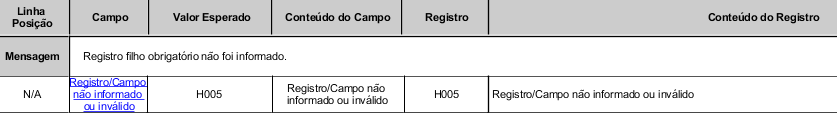 Linha Posição Campo Valor Esperado Conteúdo do Campo Registro Conteúdo do Registro
Mensagem Registro filho obrigatório não foi informado.
N/A Registro/Campo não informado ou inválido H005 Registro/Campo não informado ou inválido H005 Registro/Campo não informado ou inválido